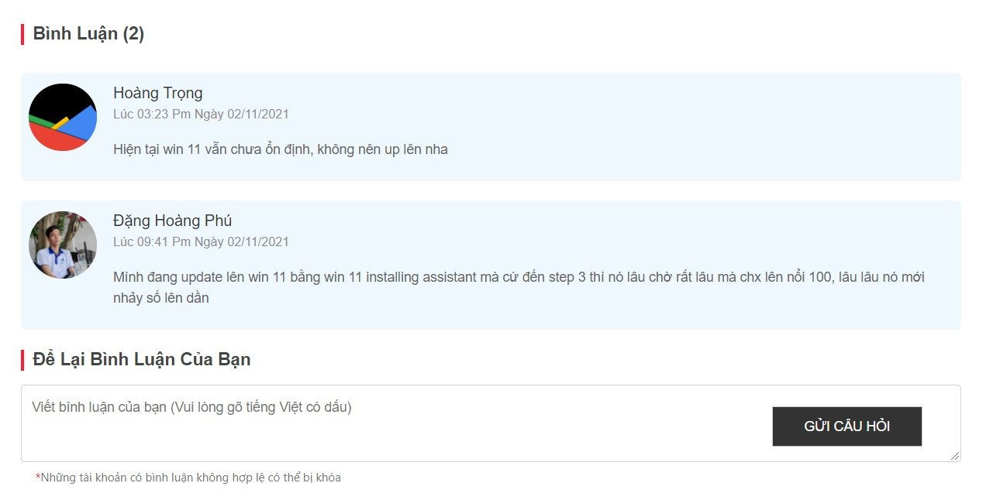 Bình Luận (2)
Hoàng Trọng
Lúc 03:23 Pm Ngày 02/11/2021
Hiện tại win 11 vẫn chưa ổn định, không nên up lên nha
Đặng Hoàng Phú
Lúc 09:41 Pm Ngày 02/11/2021
Mình đang update lên win 11 bằng win 11 installing assistant mà cứ đến step 3 thì nó lâu chờ rất lâu mà chx lên nổi 100, lâu lâu nó mới
nhảy số lên dần
Để Lại Bình Luận Của Bạn
Viết bình luận của bạn (Vui lòng gõ tiếng Việt có dấu)
GỬI CÂU HỎI
*Những tài khoản có bình luận không hợp lệ có thể bị khóa